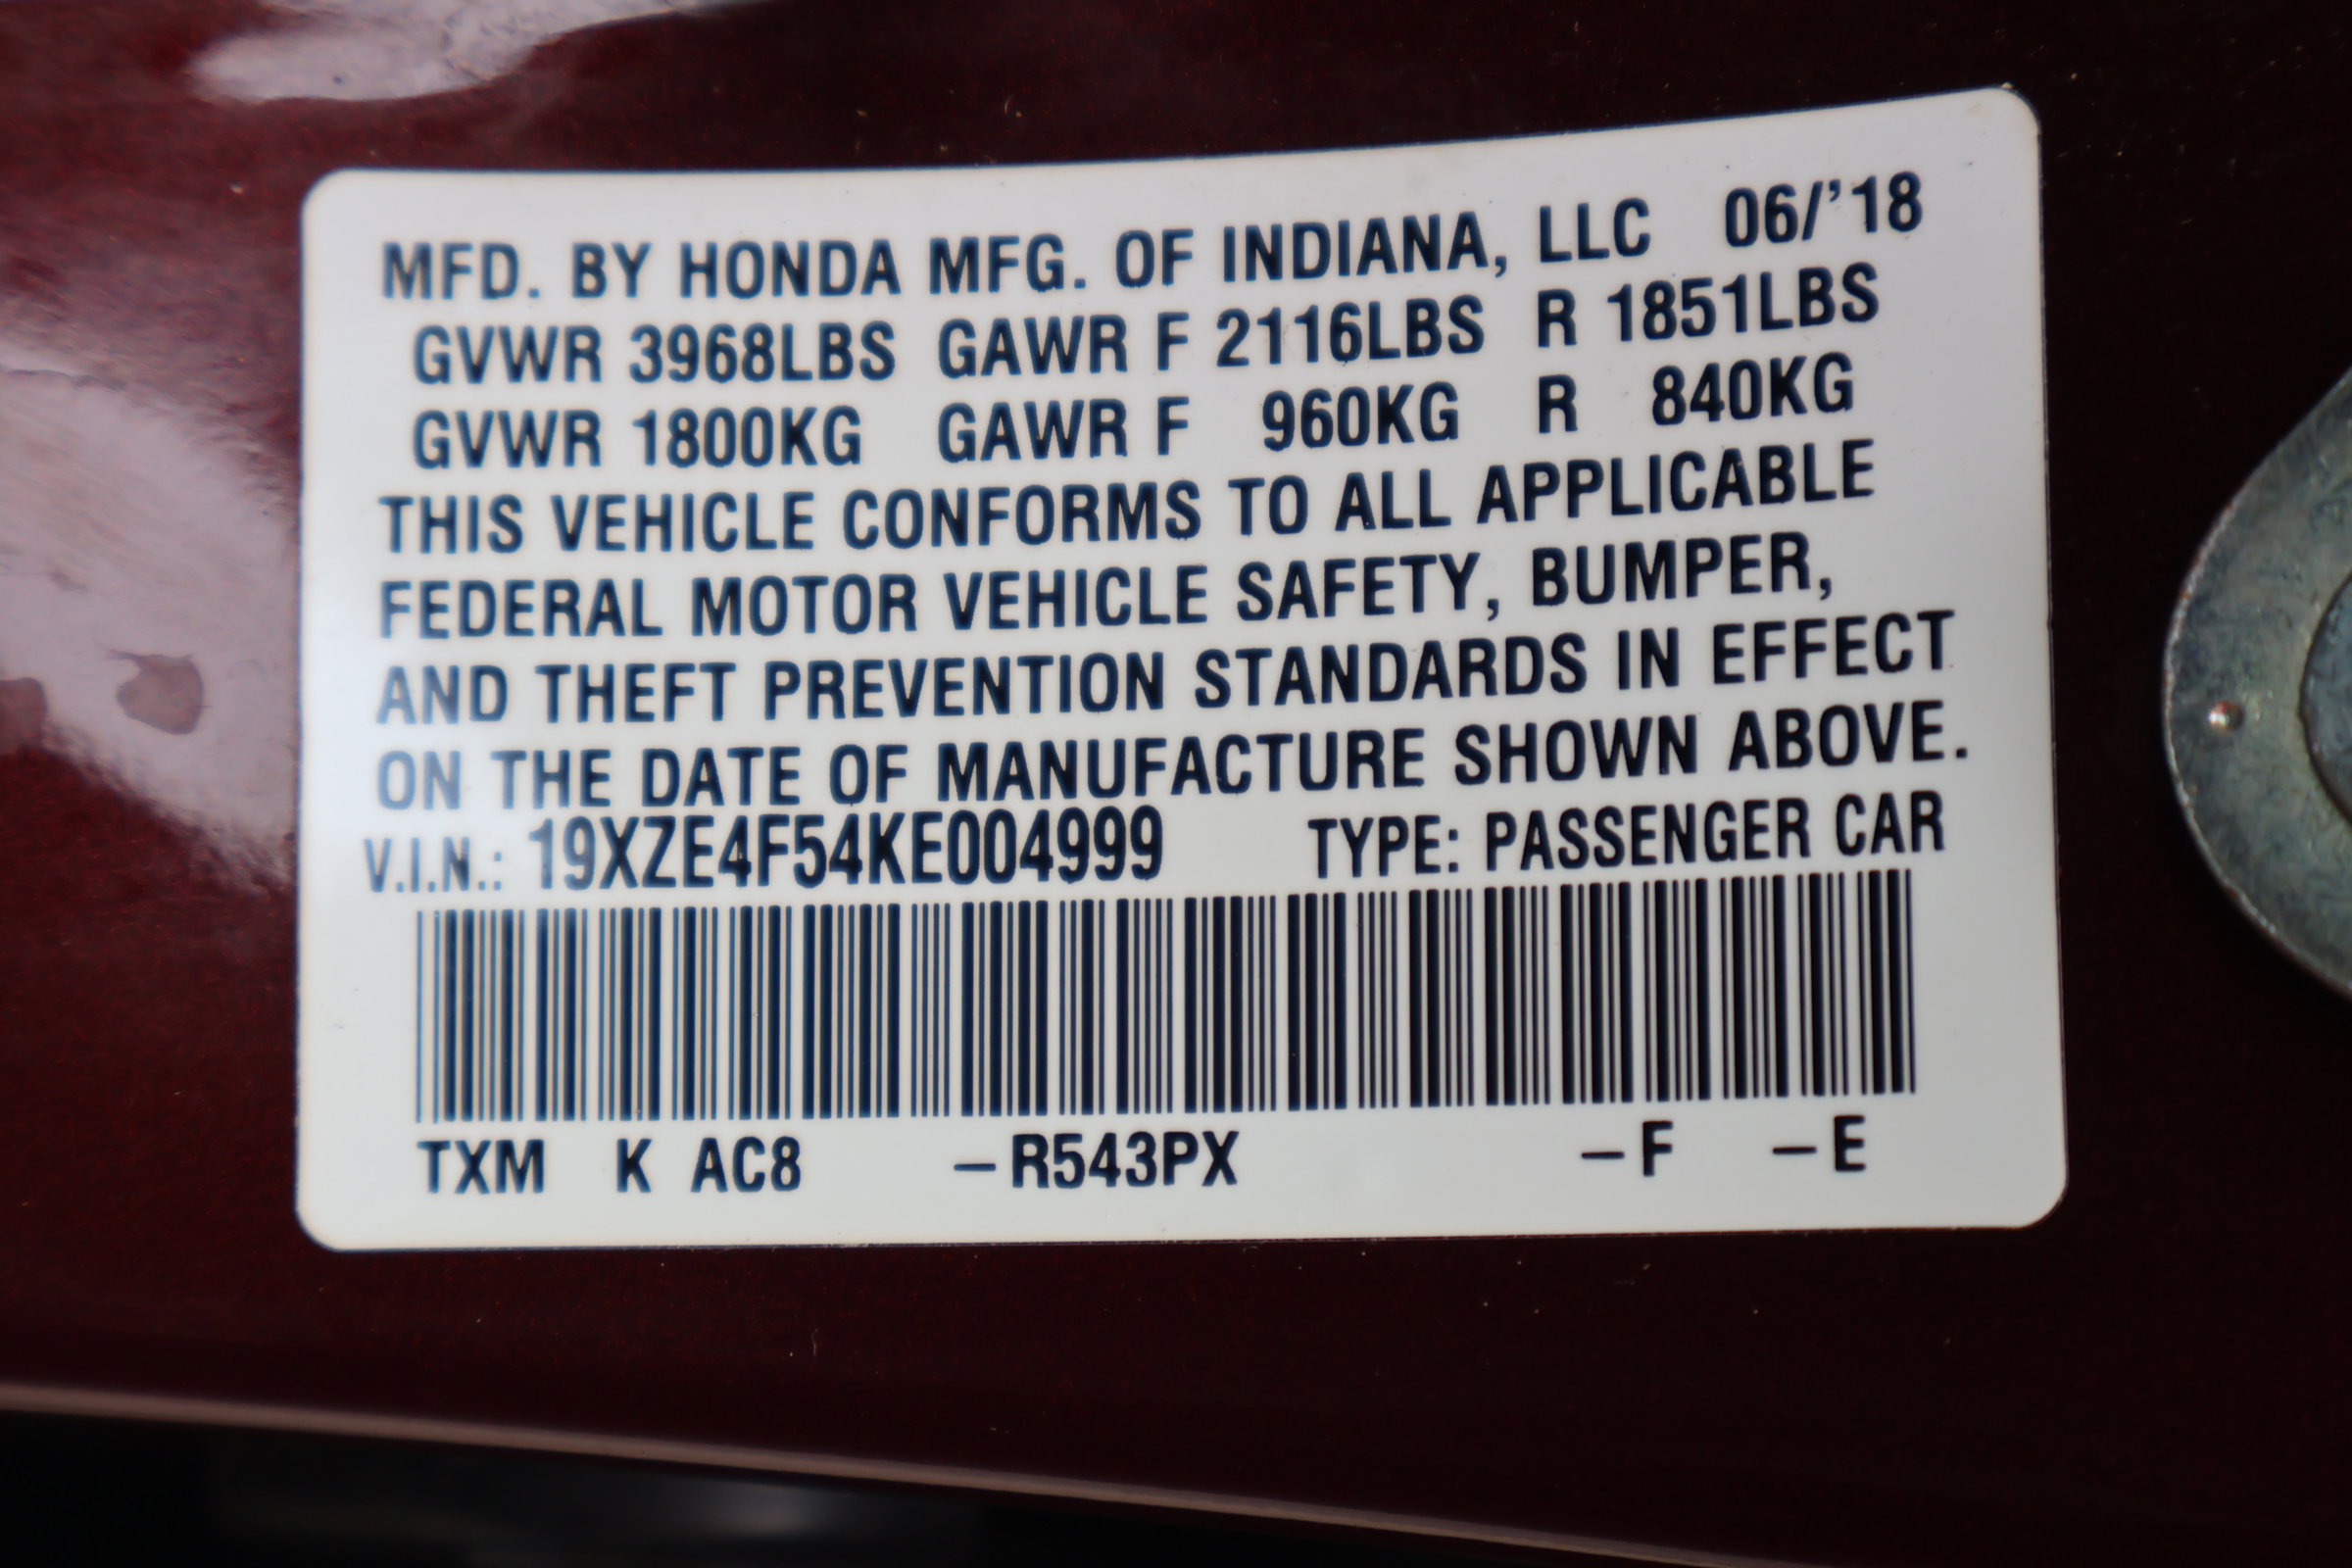 MFD. BY HONDA MFG. OF INDIANA, LLC 06/'18
GVWR 3968LBS GAWR F 2116LBS R 1851LBS
GVWR 1800KG GAWR F 960KG R 840KG
THIS VEHICLE CONFORMS TO ALL APPLICABLE
FEDERAL MOTOR VEHICLE SAFETY, BUMPER,
AND THEFT PREVENTION STANDARDS IN EFFECT
ON THE DATE OF MANUFACTURE SHOWN ABOVE.
V.I.N.: 19XZE4F54KE004999 TYPE: PASSENGER CAR
TXM K AC8 –R543PX –F –E